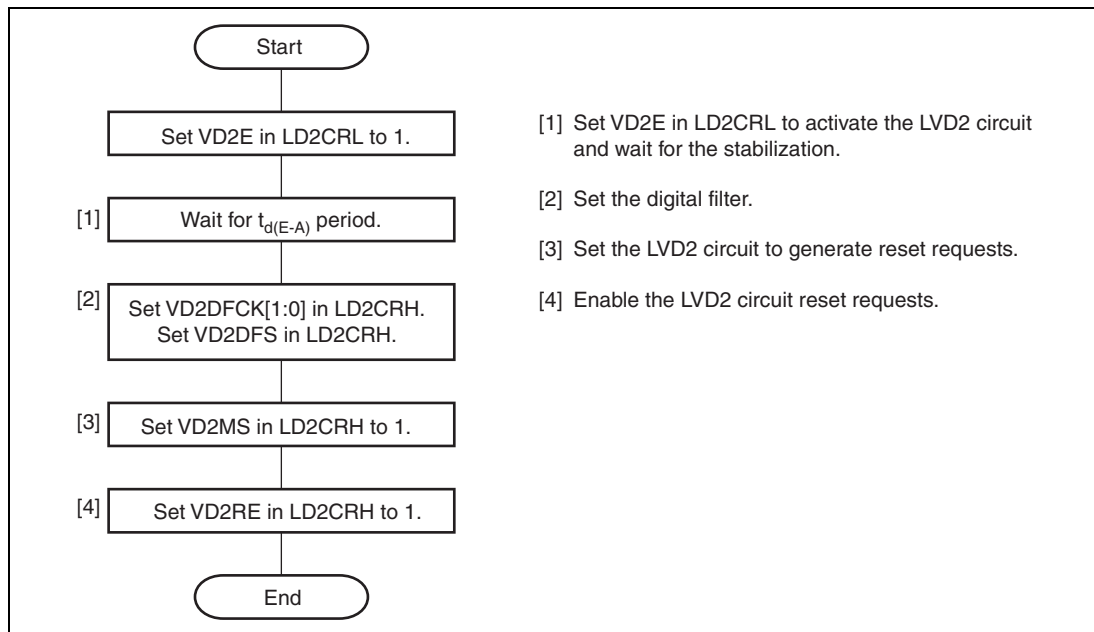 Start
Set VD2E in LD2CRL to 1.
[1] Wait for td(E-A) period.
[2] Set VD2DFCK[1:0] in LD2CRH.
Set VD2DFS in LD2CRH.
[3] Set VD2MS in LD2CRH to 1.
[4] Set VD2RE in LD2CRH to 1.
End
[1] Set VD2E in LD2CRL to activate the LVD2 circuit
and wait for the stabilization.
[2] Set the digital filter.
[3] Set the LVD2 circuit to generate reset requests.
[4] Enable the LVD2 circuit reset requests.